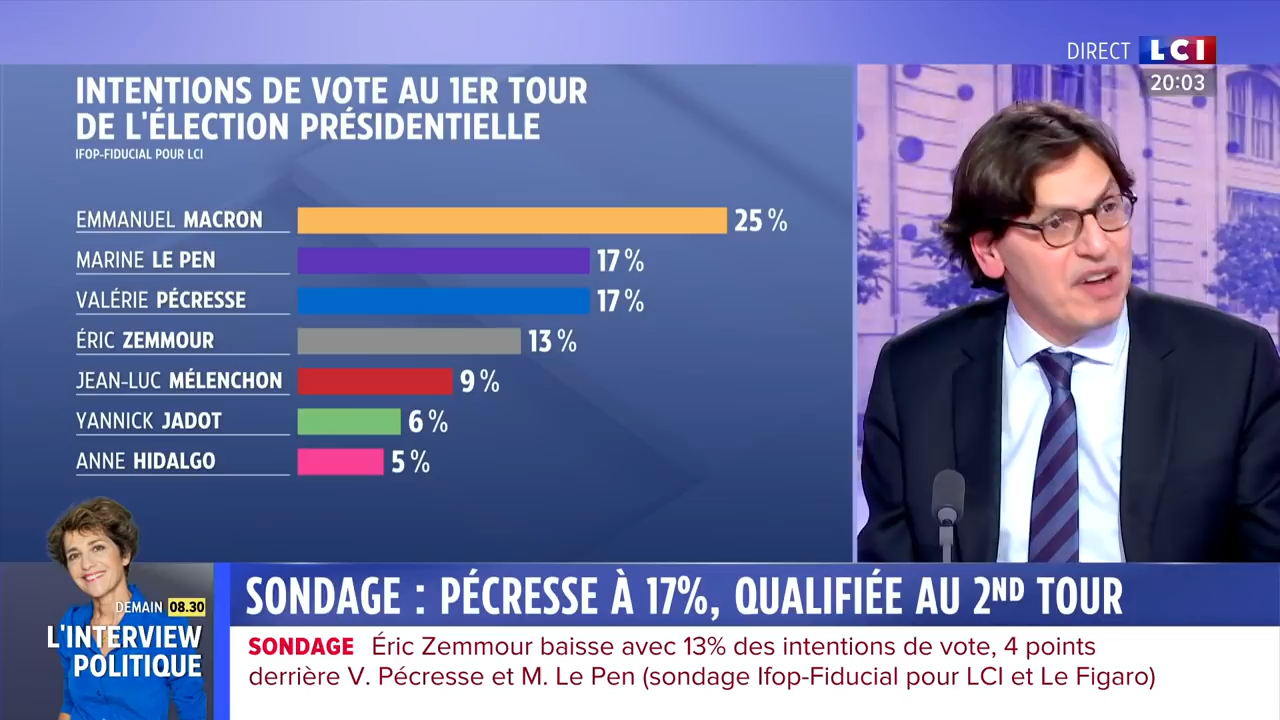 DIRECT LCI
20:03
INTENTIONS DE VOTE AU 1ER TOUR
DE L'ÉLECTION PRÉSIDENTIELLE
IFOP-FIDUCIAL POUR LCI
EMMANUEL MACRON 25 %
MARINE LE PEN 17 %
VALÉRIE PÉCRESSE 17 %
ÉRIC ZEMMOUR 13 %
JEAN-LUC MÉLENCHON 9 %
YANNICK JADOT 6 %
ANNE HIDALGO 5 %
DEMAIN 08.30
L'INTERVIEW
POLITIQUE
SONDAGE : PÉCRESSE À 17%, QUALIFIÉE AU 2ND TOUR
SONDAGE Éric Zemmour baisse avec 13% des intentions de vote, 4 points
derrière V. Pécresse et M. Le Pen (sondage Ifop-Fiducial pour LCI et Le Figaro)